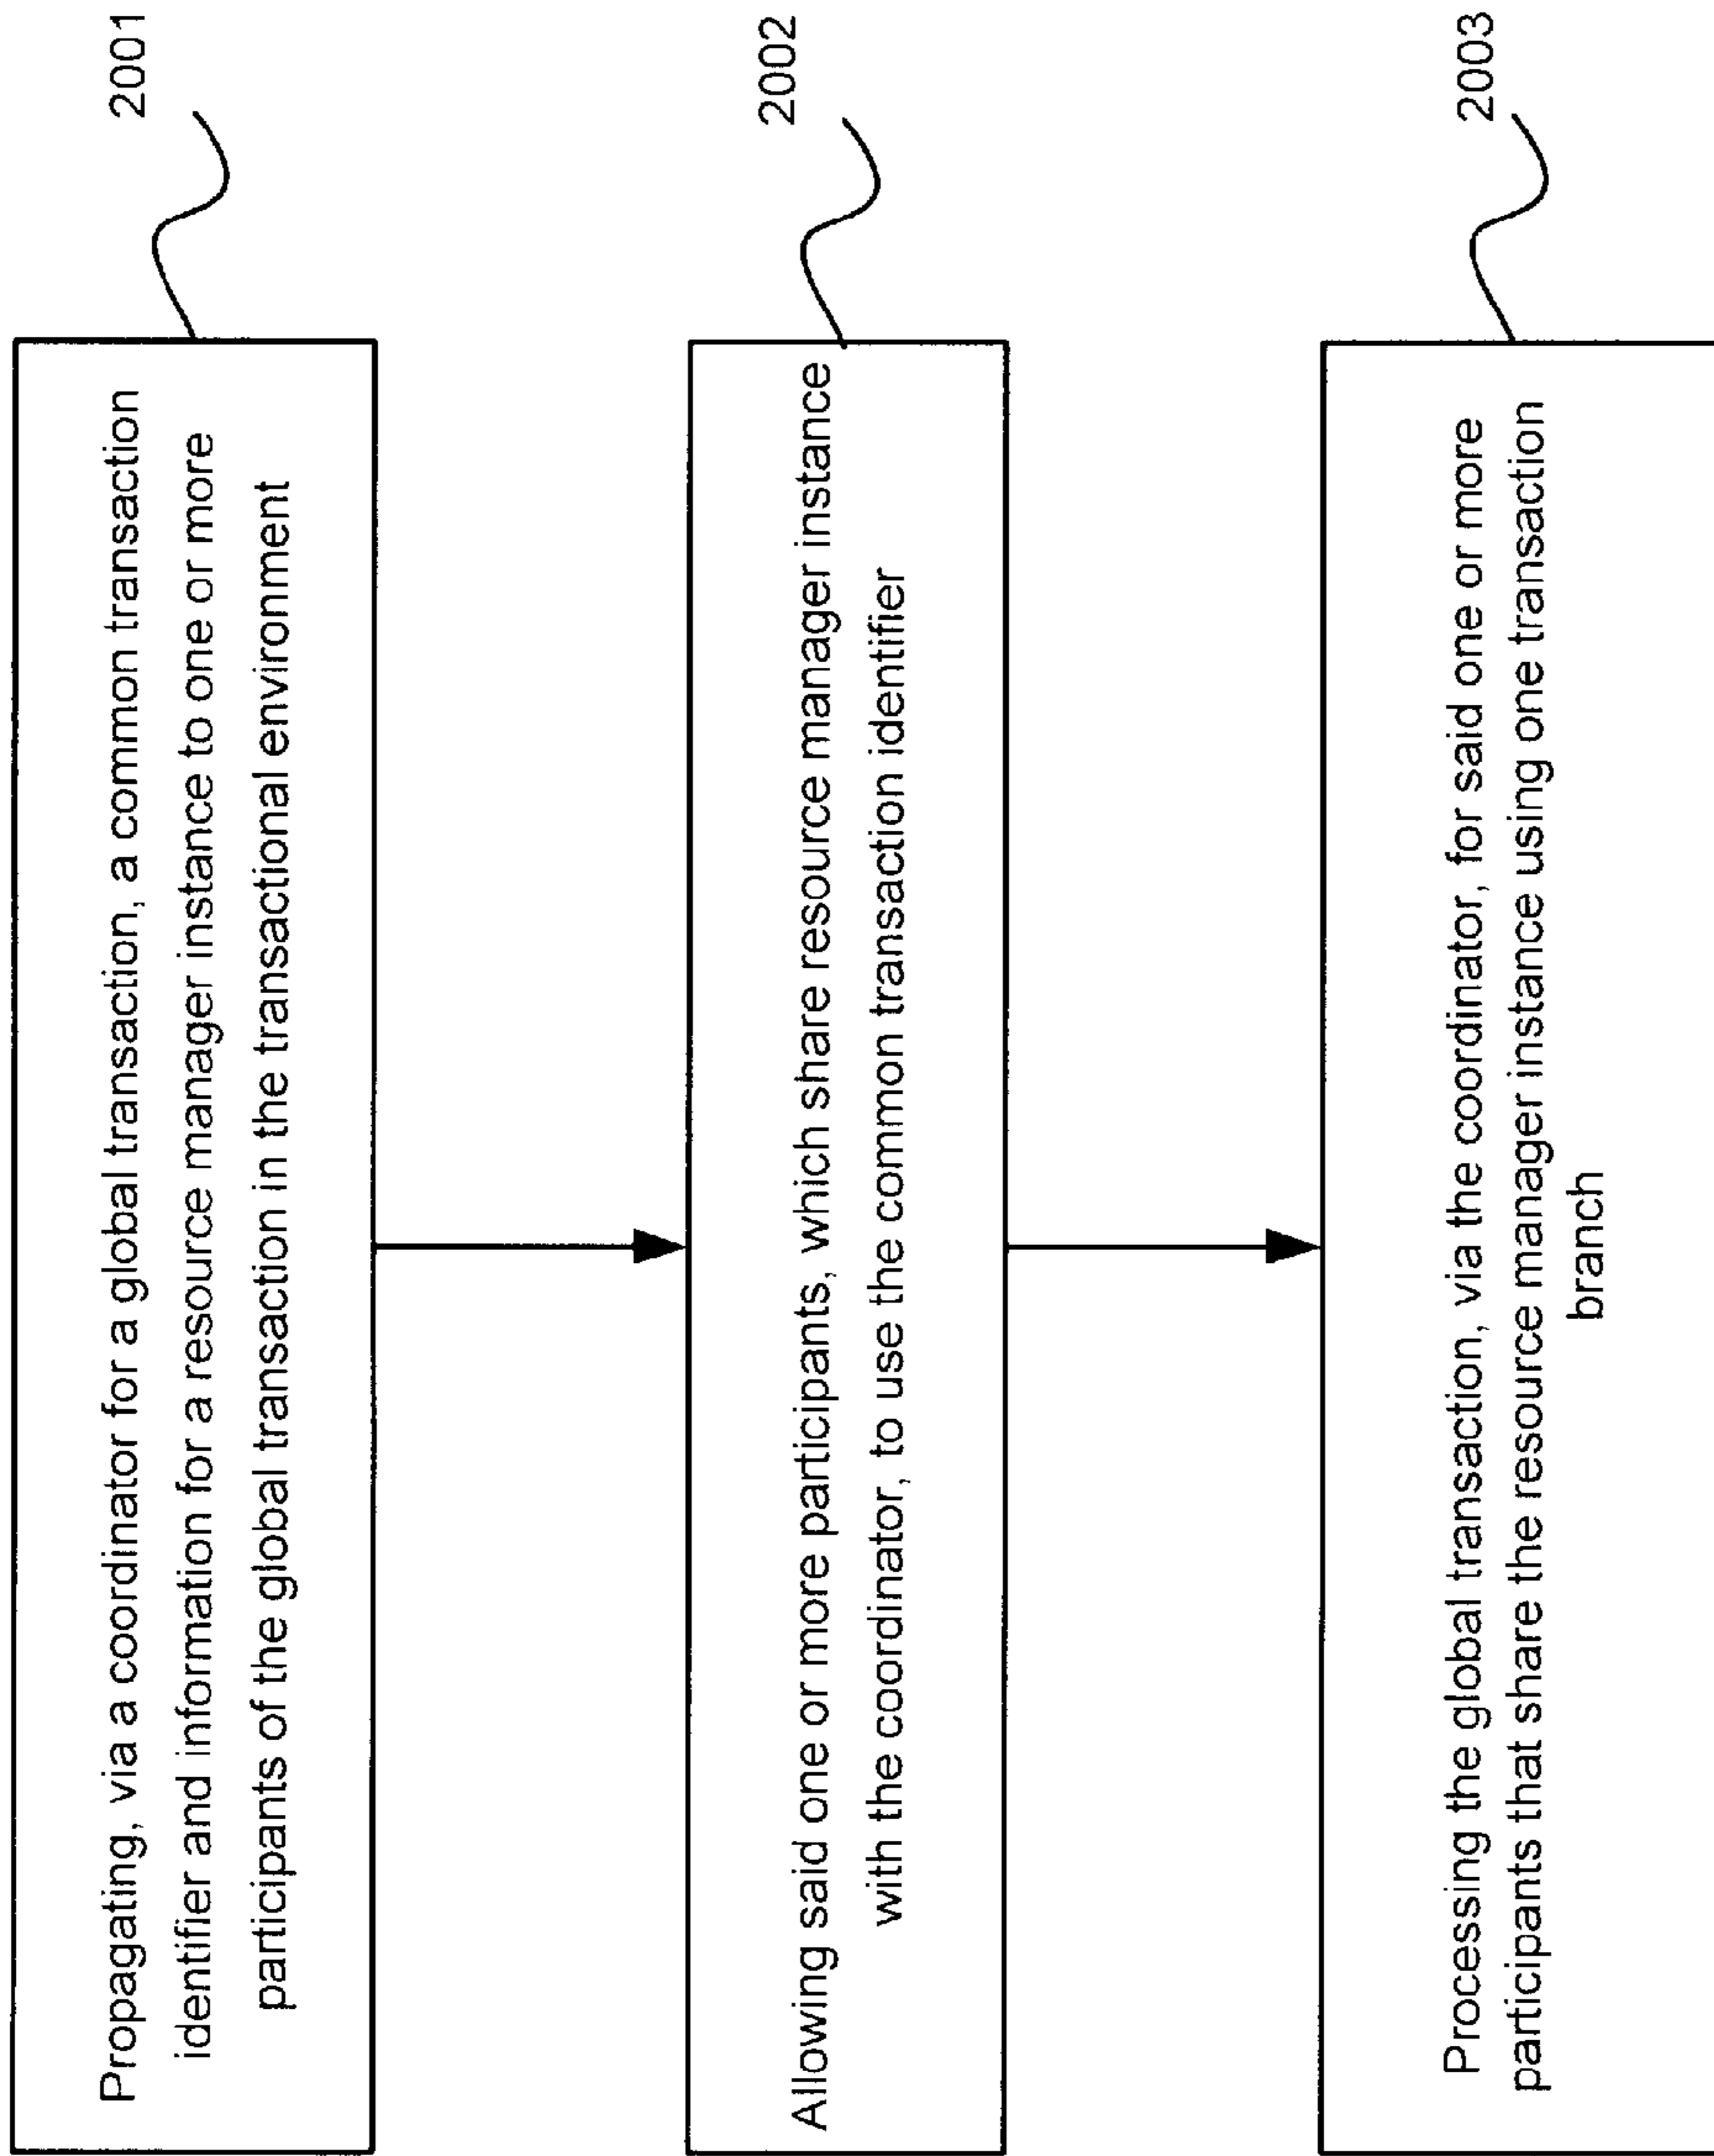 Propagating, via a coordinator for a global transaction, a common transaction
identifier and information for a resource manager instance to one or more
participants of the global transaction in the transactional environment
2001
Allowing said one or more participants, which share resource manager instance
with the coordinator, to use the common transaction identifier
2002
Processing the global transaction, via the coordinator, for said one or more
participants that share the resource manager instance using one transaction
branch
2003